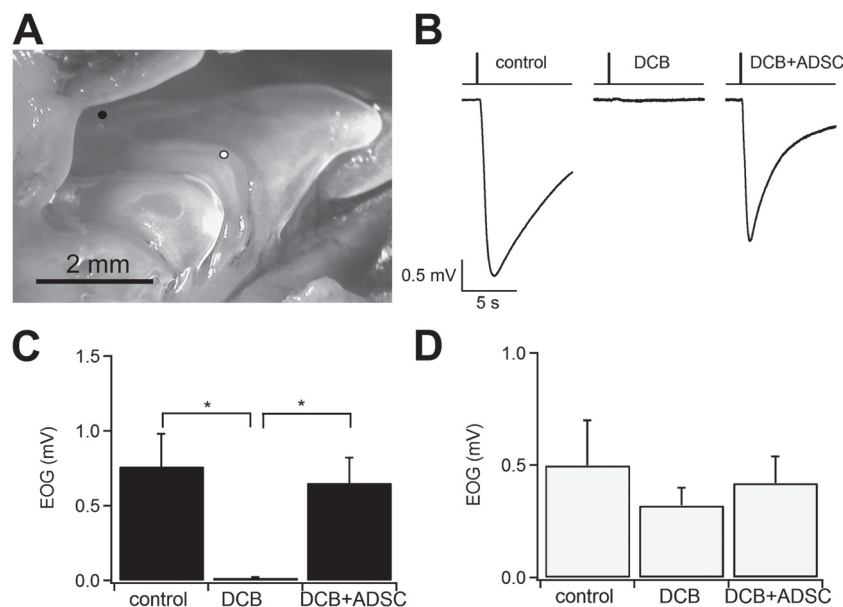 A
2 mm
B
control
DCB
DCB+ADSC
0.5 mV
5 s
C
EOG (mV)
1.5
1.0
0.5
0.0
*
*
control
DCB
DCB+ADSC
D
EOG (mV)
1.0
0.5
0.0
control
DCB
DCB+ADSC